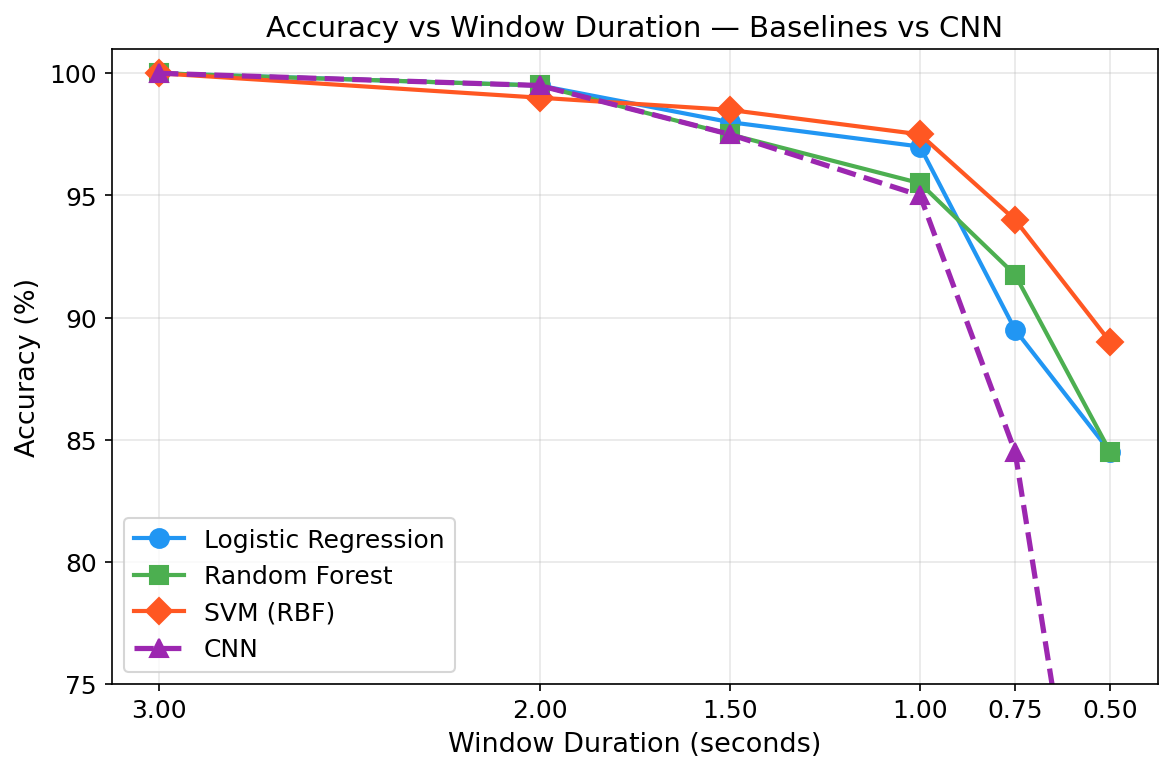 Accuracy vs Window Duration — Baselines vs CNN
Accuracy (%)
100
95
90
85
80
75
Logistic Regression
Random Forest
SVM (RBF)
CNN
3.00 2.00 1.50 1.00 0.75 0.50
Window Duration (seconds)